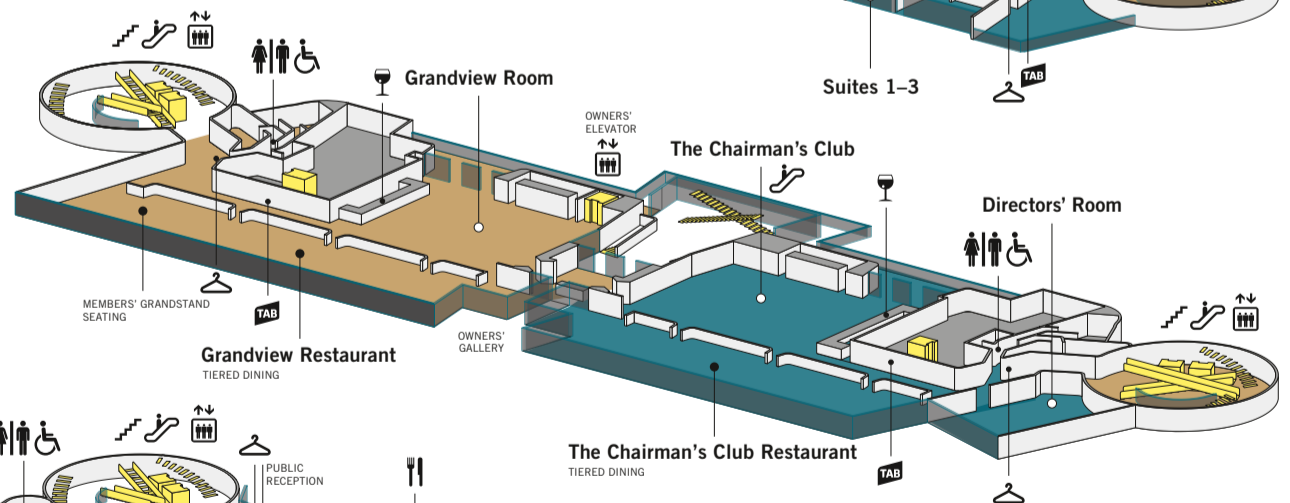 Suites 1–3
TAB
Grandview Room
OWNERS'
ELEVATOR
The Chairman's Club
Directors' Room
MEMBERS' GRANDSTAND
SEATING
TAB
Grandview Restaurant
TIERED DINING
OWNERS'
GALLERY
The Chairman's Club Restaurant
TIERED DINING
TAB
PUBLIC
RECEPTION